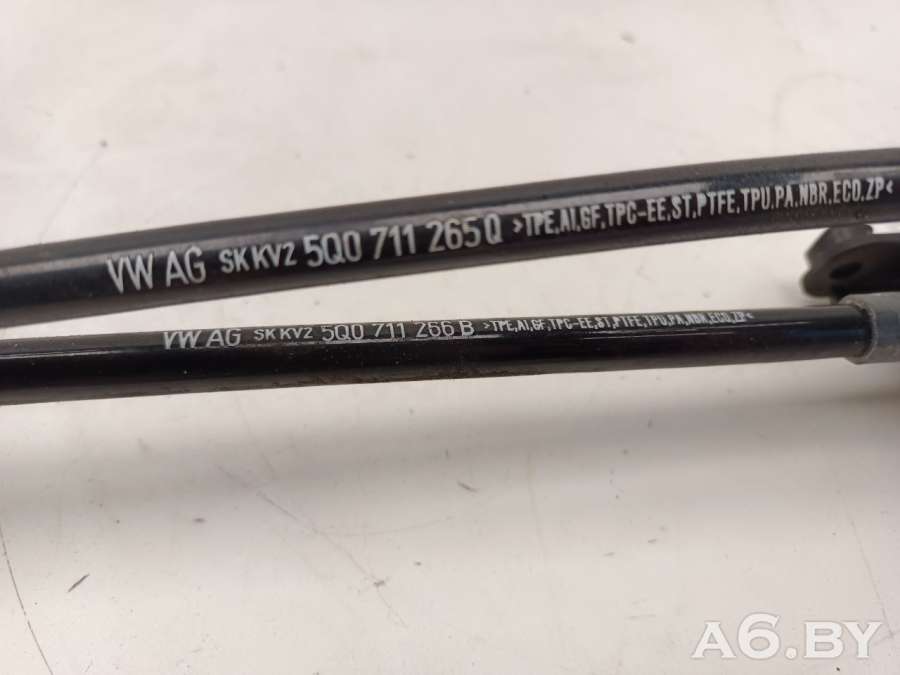 VW AG SK KV2 5Q0 711 265 Q >TPE,AI,GF,TPC-EE,ST,PTFE,TPU,PA,NBR,ECO,ZP<
VW AG SK KV2 5Q0 711 266 B >TPE,AI,GF,TPC-EE,ST,PTFE,TPU,PA,NBR,ECO,ZP<
A6.BY